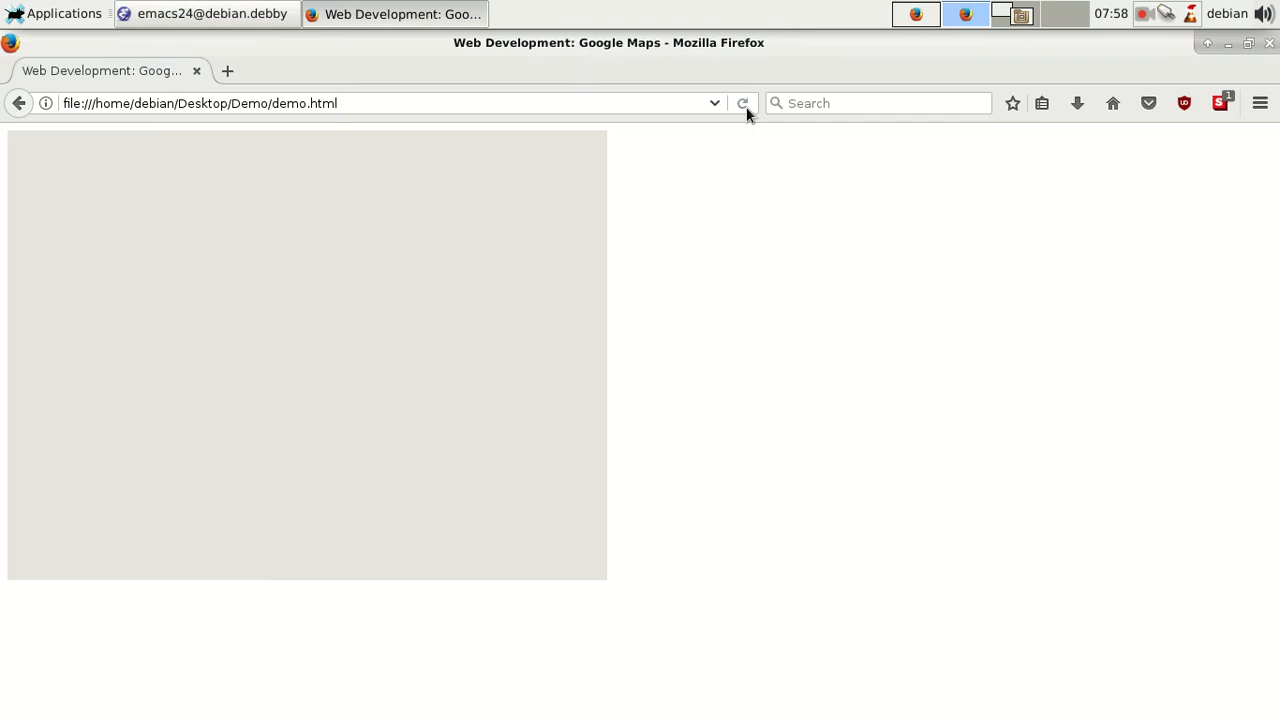 Applications emacs24@debian.debby Web Development: Goo... 07:58 debian
Web Development: Google Maps - Mozilla Firefox
Web Development: Goog...
file:///home/debian/Desktop/Demo/demo.html Search 1